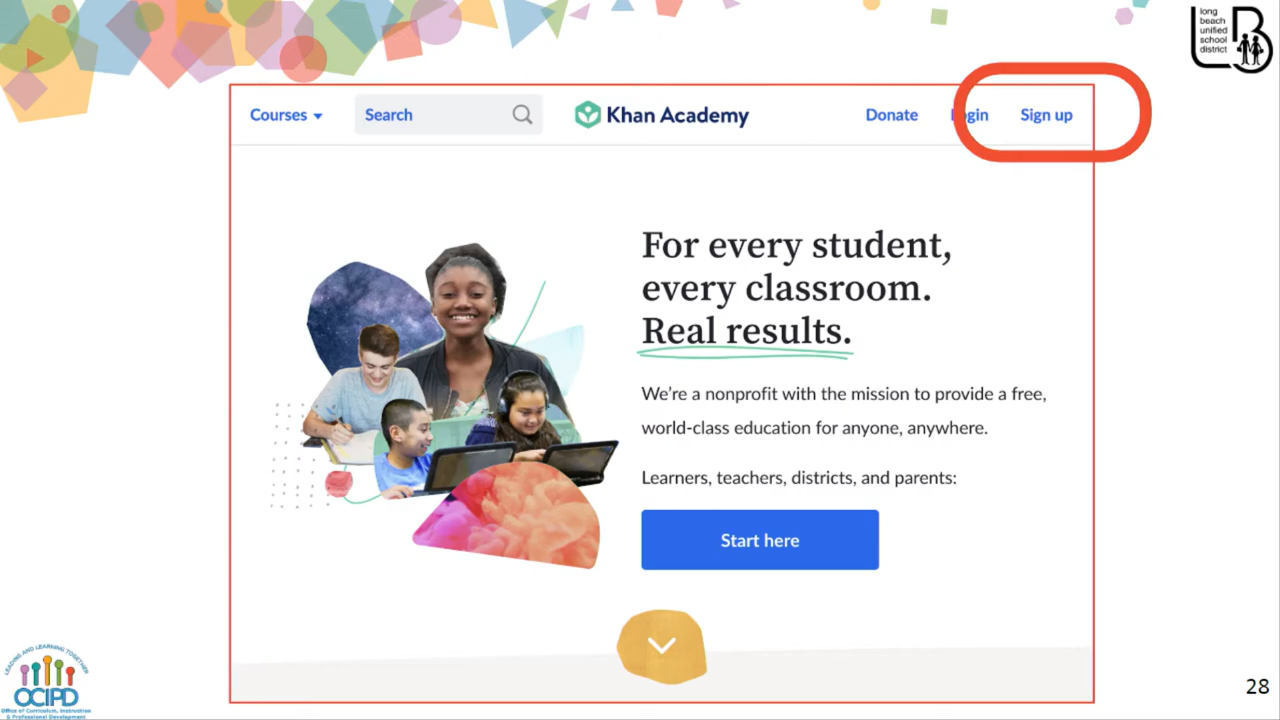 long
beach
unified
school
district
Courses
Search
Khan Academy
Donate
Login
Sign up
For every student,
every classroom.
Real results.
We're a nonprofit with the mission to provide a free,
world-class education for anyone, anywhere.
Learners, teachers, districts, and parents:
Start here
LEADING AND LEARNING TOGETHER
OCIPD
Office of Curriculum, Instruction
& Professional Development
28